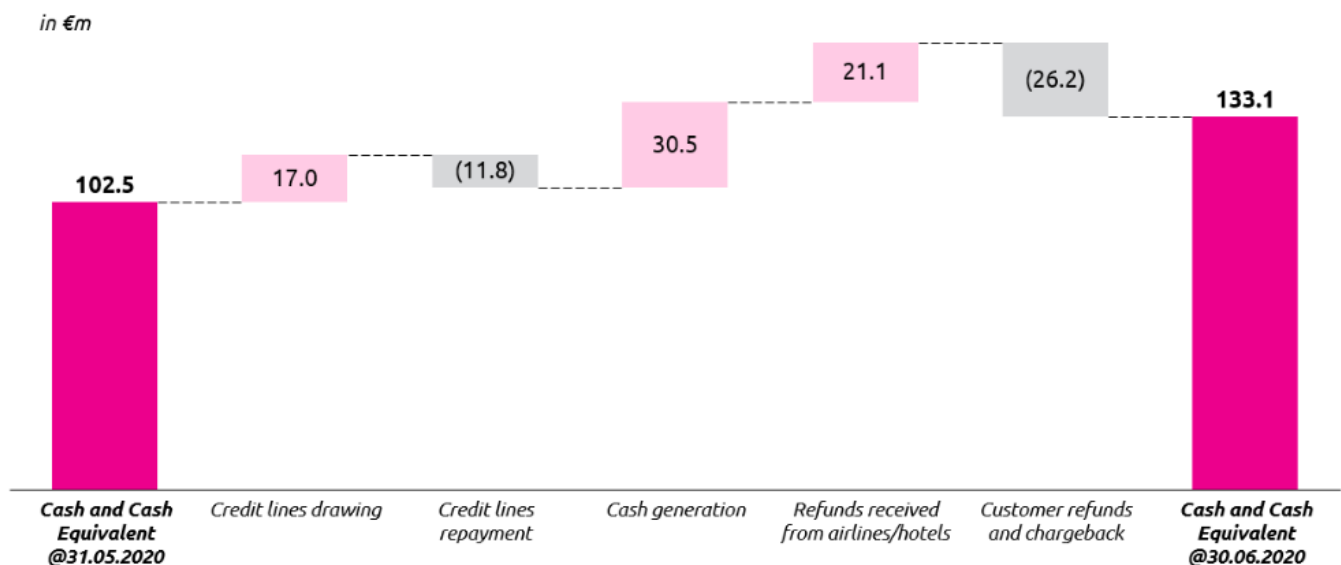 in €m
102.5
17.0
(11.8)
30.5
21.1
(26.2)
133.1
Cash and Cash
Equivalent
@31.05.2020
Credit lines drawing
Credit lines
repayment
Cash generation
Refunds received
from airlines/hotels
Customer refunds
and chargeback
Cash and Cash
Equivalent
@30.06.2020